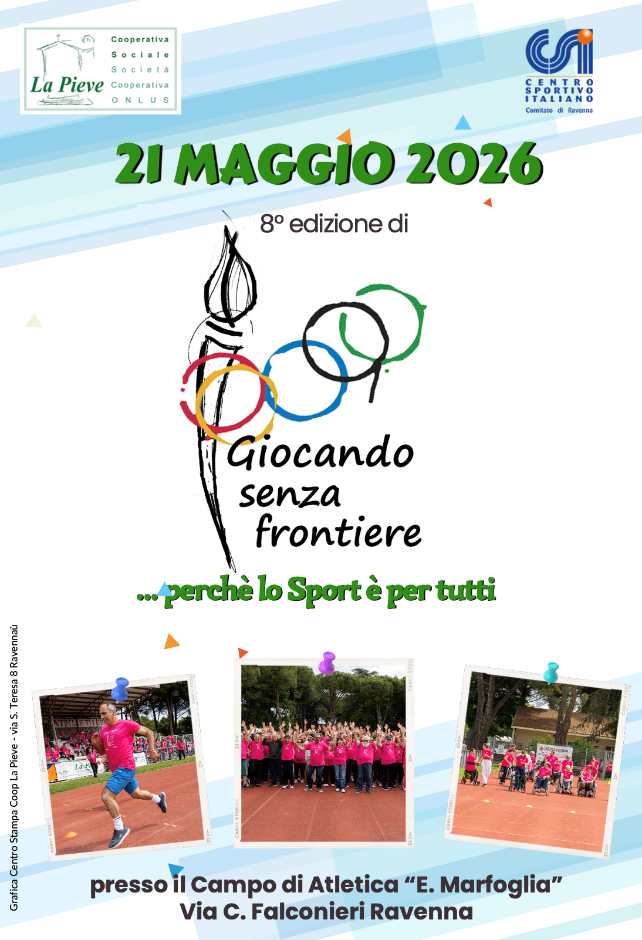 La Pieve
Cooperativa
Sociale
Società
Cooperativa
ONLUS
CSI
CENTRO
SPORTIVO
ITALIANO
Comitato di Ravenna
21 MAGGIO 2026
8° edizione di
Giocando
senza
frontiere
... perchè lo Sport è per tutti
Grafica Centro Stampa Coop La Pieve - via S. Teresa 8 Ravennaù
presso il Campo di Atletica “E. Marfoglia”
Via C. Falconieri Ravenna